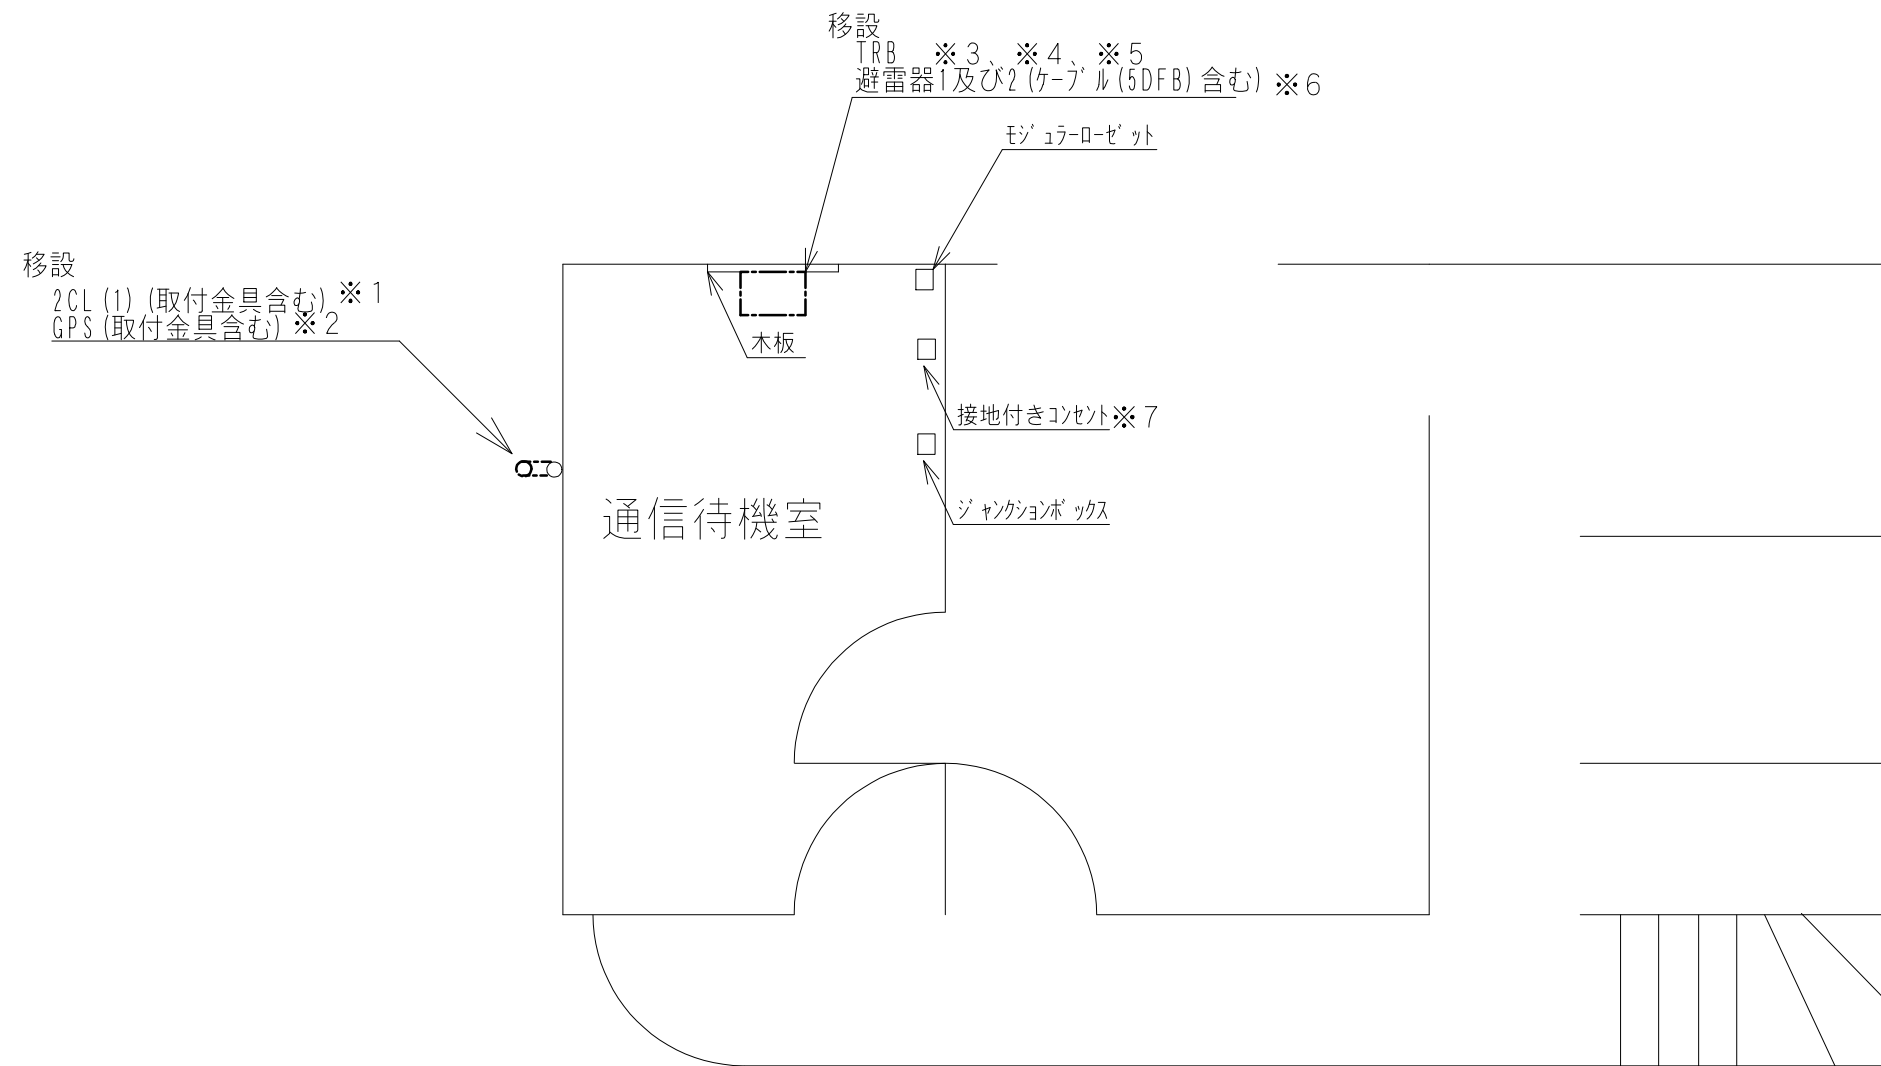 移設
TRB ※3、※4、※5
避雷器1及び2(ｹｰﾌﾞﾙ(5DFB)含む) ※6
ﾓｼﾞｭﾗｰﾛｰｾﾞｯﾄ
移設
2CL(1)(取付金具含む) ※1
GPS(取付金具含む) ※2
木板
接地付きｺﾝｾﾝﾄ※7
ｼﾞｬﾝｸｼｮﾝﾎﾞｯｸｽ
通信待機室